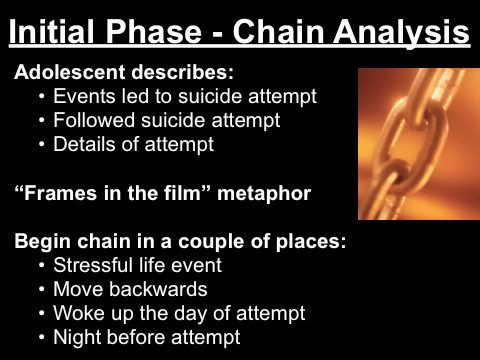 Initial Phase - Chain Analysis
Adolescent describes:
• Events led to suicide attempt
• Followed suicide attempt
• Details of attempt
“Frames in the film” metaphor
Begin chain in a couple of places:
• Stressful life event
• Move backwards
• Woke up the day of attempt
• Night before attempt